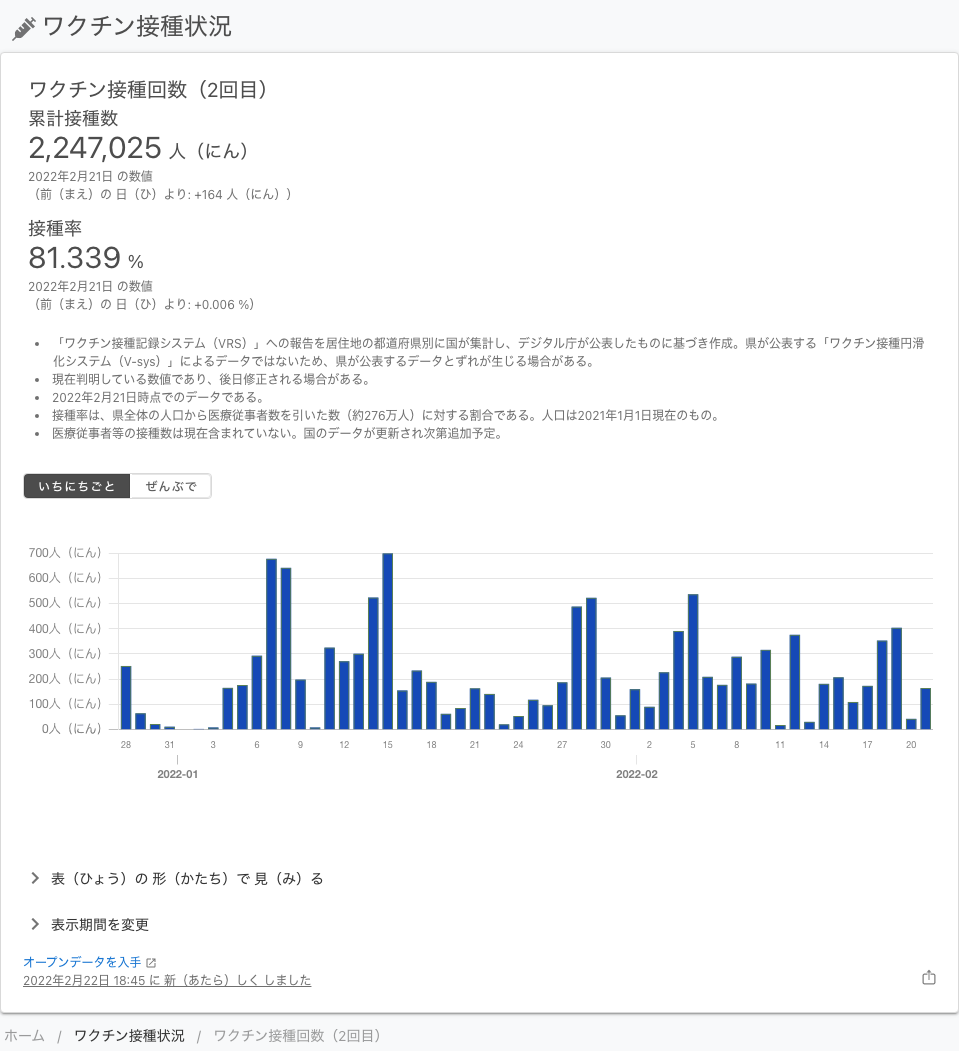 ワクチン接種状況
ワクチン接種回数（2回目）
累計接種数
2,247,025 人（にん）
2022年2月21日 の数値
（前（まえ）の 日（ひ）より: +164 人（にん））
接種率
81.339 %
2022年2月21日 の数値
（前（まえ）の 日（ひ）より: +0.006 %）
• 「ワクチン接種記録システム（VRS）」への報告を居住地の都道府県別に国が集計し、デジタル庁が公表したものに基づき作成。県が公表する「ワクチン接種円滑
化システム（V-sys）」によるデータではないため、県が公表するデータとずれが生じる場合がある。
• 現在判明している数値であり、後日修正される場合がある。
• 2022年2月21日時点でのデータである。
• 接種率は、県全体の人口から医療従事者数を引いた数（約276万人）に対する割合である。人口は2021年1月1日現在のもの。
• 医療従事者等の接種数は現在含まれていない。国のデータが更新され次第追加予定。
いちにちごと ぜんぶで
700人（にん）
600人（にん）
500人（にん）
400人（にん）
300人（にん）
200人（にん）
100人（にん）
0人（にん）
28 31 3 6 9 12 15 18 21 24 27 30 2 5 8 11 14 17 20
2022-01 2022-02
表（ひょう）の 形（かたち）で 見（み）る
表示期間を変更
オープンデータを入手
2022年2月22日 18:45 に 新（あたら）しく しました
ホーム / ワクチン接種状況 / ワクチン接種回数（2回目）